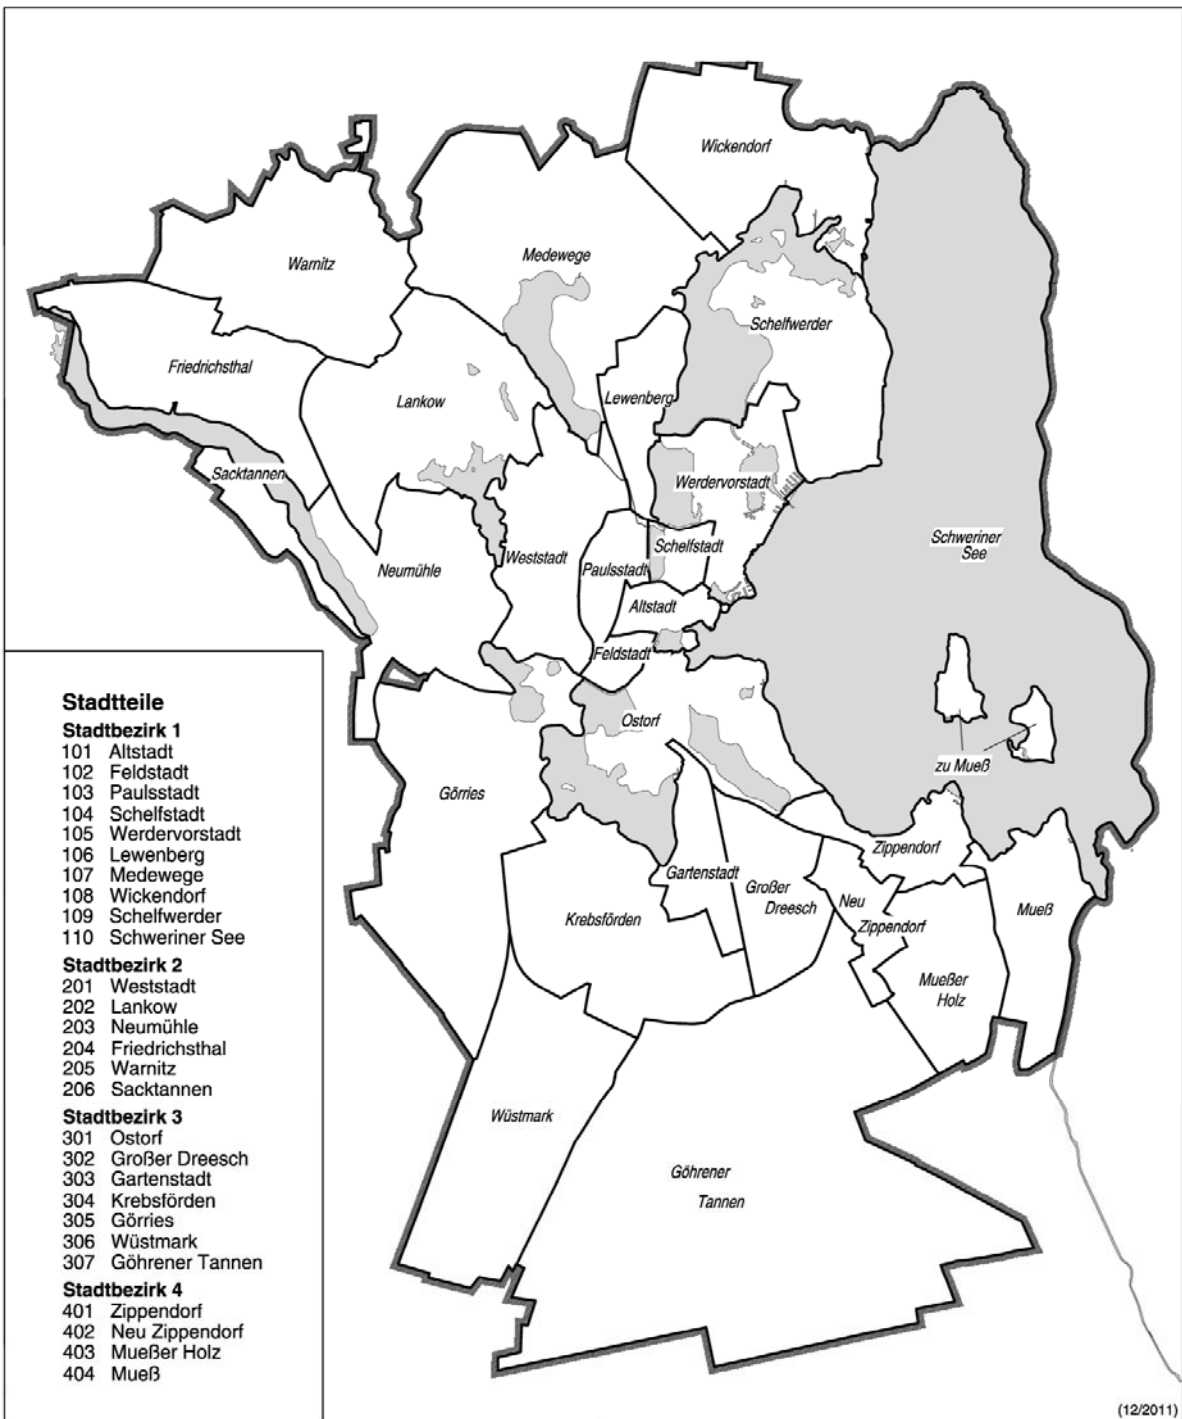 Wickendorf
Medewege
Warnitz
Schelfwerder
Friedrichsthal
Lankow
Lewenberg
Sacktannen
Werdervorstadt
Schweriner
See
Schelfstadt
Weststadt
Paulsstadt
Neumühle
Altstadt
Feldstadt
Ostorf
zu Mueß
Görries
Zippendorf
Gartenstadt
Großer
Dreesch
Neu
Zippendorf
Mueß
Krebsförden
Mueßer
Holz
Wüstmark
Göhrener
Tannen
Stadtteile
Stadtbezirk 1
101 Altstadt
102 Feldstadt
103 Paulsstadt
104 Schelfstadt
105 Werdervorstadt
106 Lewenberg
107 Medewege
108 Wickendorf
109 Schelfwerder
110 Schweriner See
Stadtbezirk 2
201 Weststadt
202 Lankow
203 Neumühle
204 Friedrichsthal
205 Warnitz
206 Sacktannen
Stadtbezirk 3
301 Ostorf
302 Großer Dreesch
303 Gartenstadt
304 Krebsförden
305 Görries
306 Wüstmark
307 Göhrener Tannen
Stadtbezirk 4
401 Zippendorf
402 Neu Zippendorf
403 Mueßer Holz
404 Mueß
(12/2011)